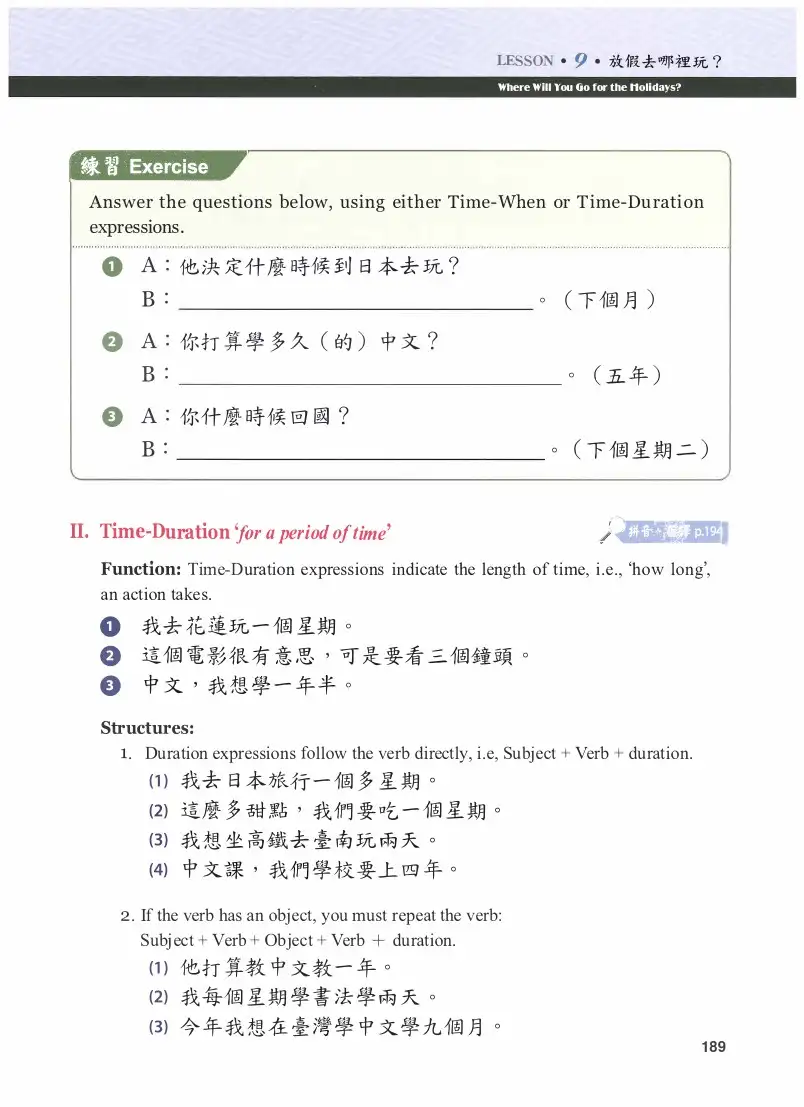 LESSON • 9 • 放假去哪裡玩？
Where Will You Go for the Holidays?
練習 Exercise
Answer the questions below, using either Time-When or Time-Duration
expressions.
1 A：他決定什麼時候到日本去玩？
B：＿＿＿＿＿＿＿＿＿＿＿＿。（下個月）
2 A：你打算學多久（的）中文？
B：＿＿＿＿＿＿＿＿＿＿＿＿＿。（五年）
3 A：你什麼時候回國？
B：＿＿＿＿＿＿＿＿＿＿＿＿。（下個星期二）
II. Time-Duration ‘for a period of time’
拼音+翻譯 p.194
Function: Time-Duration expressions indicate the length of time, i.e., ‘how long’,
an action takes.
1 我去花蓮玩一個星期。
2 這個電影很有意思，可是要看三個鐘頭。
3 中文，我想學一年半。
Structures:
1. Duration expressions follow the verb directly, i.e, Subject + Verb + duration.
(1) 我去日本旅行一個多星期。
(2) 這麼多甜點，我們要吃一個星期。
(3) 我想坐高鐵去臺南玩兩天。
(4) 中文課，我們學校要上四年。
2. If the verb has an object, you must repeat the verb:
Subject + Verb + Object + Verb + duration.
(1) 他打算教中文教一年。
(2) 我每個星期學書法學兩天。
(3) 今年我想在臺灣學中文學九個月。
189